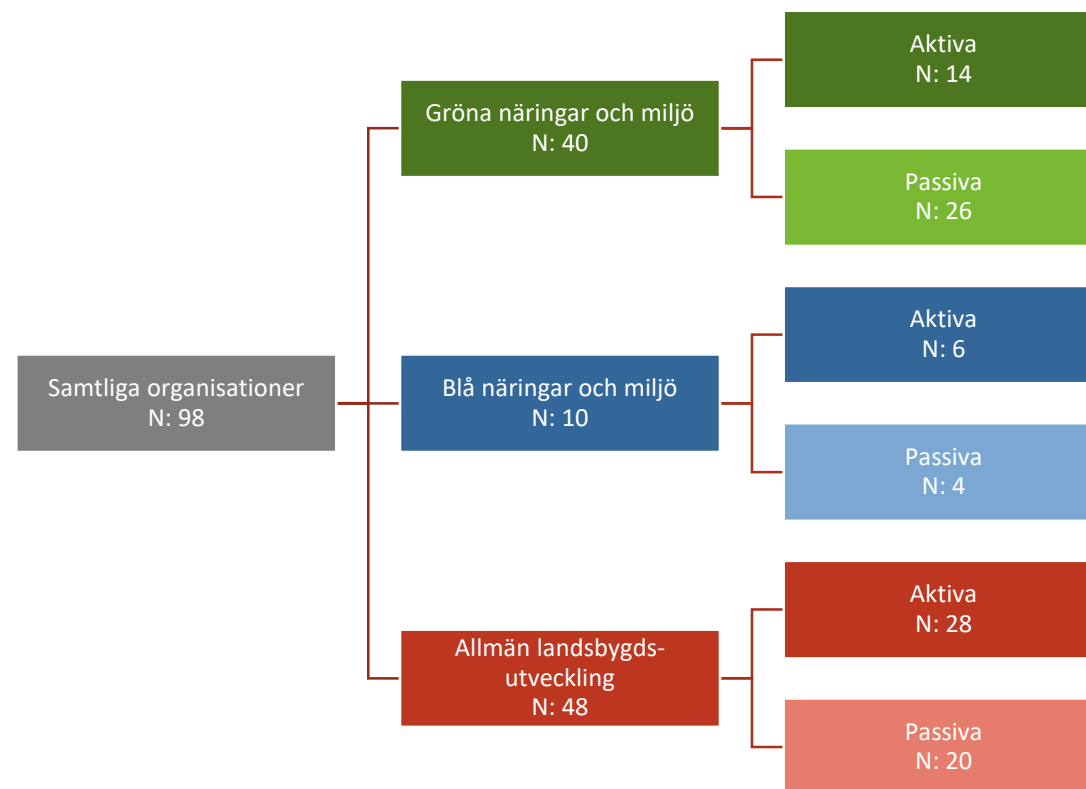 Samtliga organisationer
N: 98
Gröna näringar och miljö
N: 40
Aktiva
N: 14
Passiva
N: 26
Blå näringar och miljö
N: 10
Aktiva
N: 6
Passiva
N: 4
Allmän landsbygds-
utveckling
N: 48
Aktiva
N: 28
Passiva
N: 20